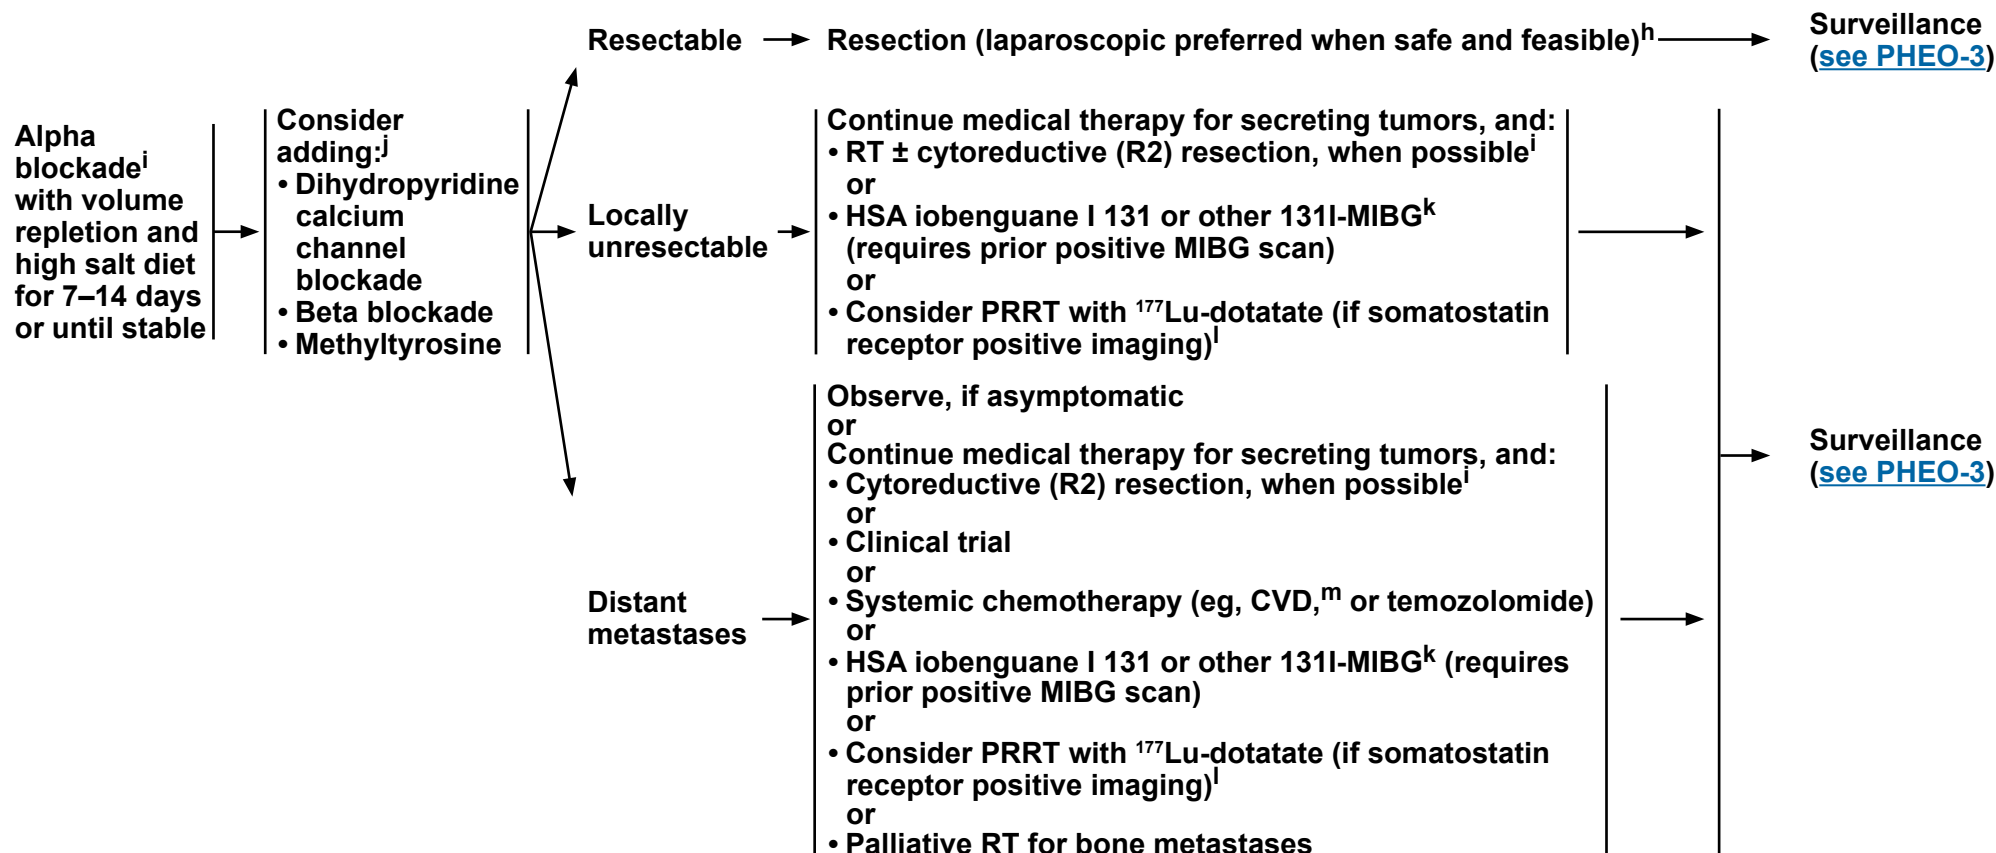 Alpha
blockadeⁱ
with volume
repletion and
high salt diet
for 7–14 days
or until stable
Consider
adding:ʲ
• Dihydropyridine
calcium
channel
blockade
• Beta blockade
• Methyltyrosine
Resectable
Resection (laparoscopic preferred when safe and feasible)ʰ
Surveillance
(see PHEO-3)
Locally
unresectable
Continue medical therapy for secreting tumors, and:
• RT ± cytoreductive (R2) resection, when possibleⁱ
or
• HSA iobenguane I 131 or other 131I-MIBGᵏ
(requires prior positive MIBG scan)
or
• Consider PRRT with ¹⁷⁷Lu-dotatate (if somatostatin
receptor positive imaging)ˡ
Distant
metastases
Observe, if asymptomatic
or
Continue medical therapy for secreting tumors, and:
• Cytoreductive (R2) resection, when possibleⁱ
or
• Clinical trial
or
• Systemic chemotherapy (eg, CVD,ᵐ or temozolomide)
or
• HSA iobenguane I 131 or other 131I-MIBGᵏ (requires
prior positive MIBG scan)
or
• Consider PRRT with ¹⁷⁷Lu-dotatate (if somatostatin
receptor positive imaging)ˡ
or
• Palliative RT for bone metastases
Surveillance
(see PHEO-3)